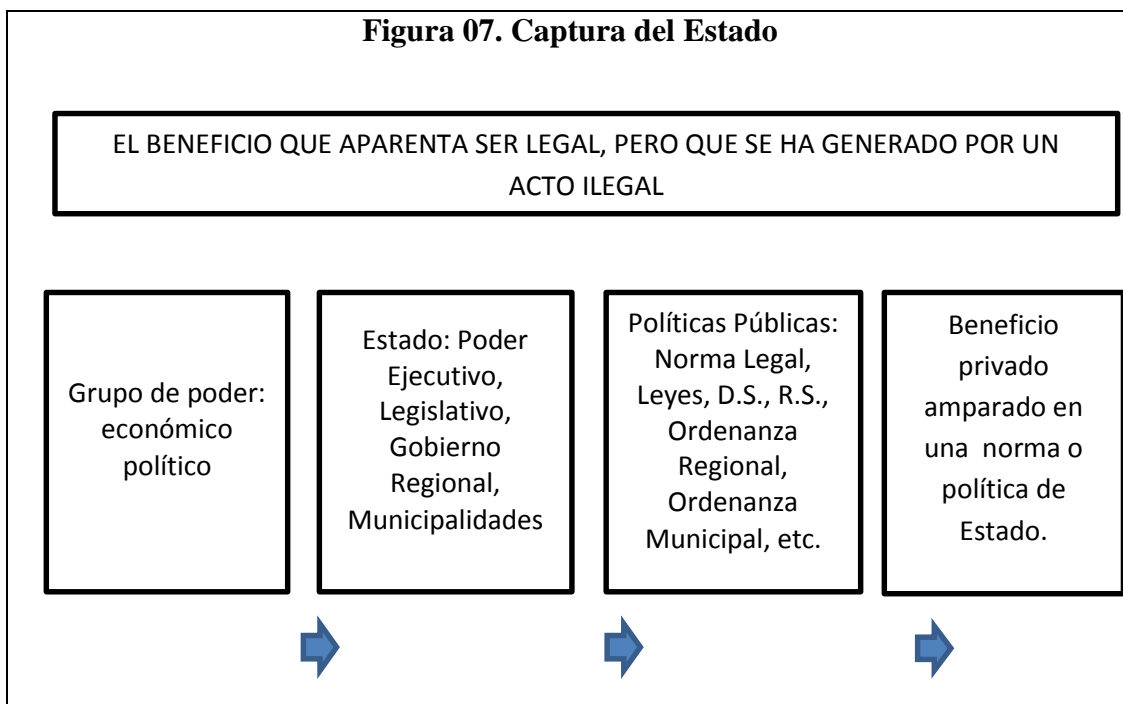 Figura 07. Captura del Estado
EL BENEFICIO QUE APARENTA SER LEGAL, PERO QUE SE HA GENERADO POR UN
ACTO ILEGAL
Grupo de poder:
económico
político
Estado: Poder
Ejecutivo,
Legislativo,
Gobierno
Regional,
Municipalidades
Políticas Públicas:
Norma Legal,
Leyes, D.S., R.S.,
Ordenanza
Regional,
Ordenanza
Municipal, etc.
Beneficio
privado
amparado en
una norma o
política de
Estado.